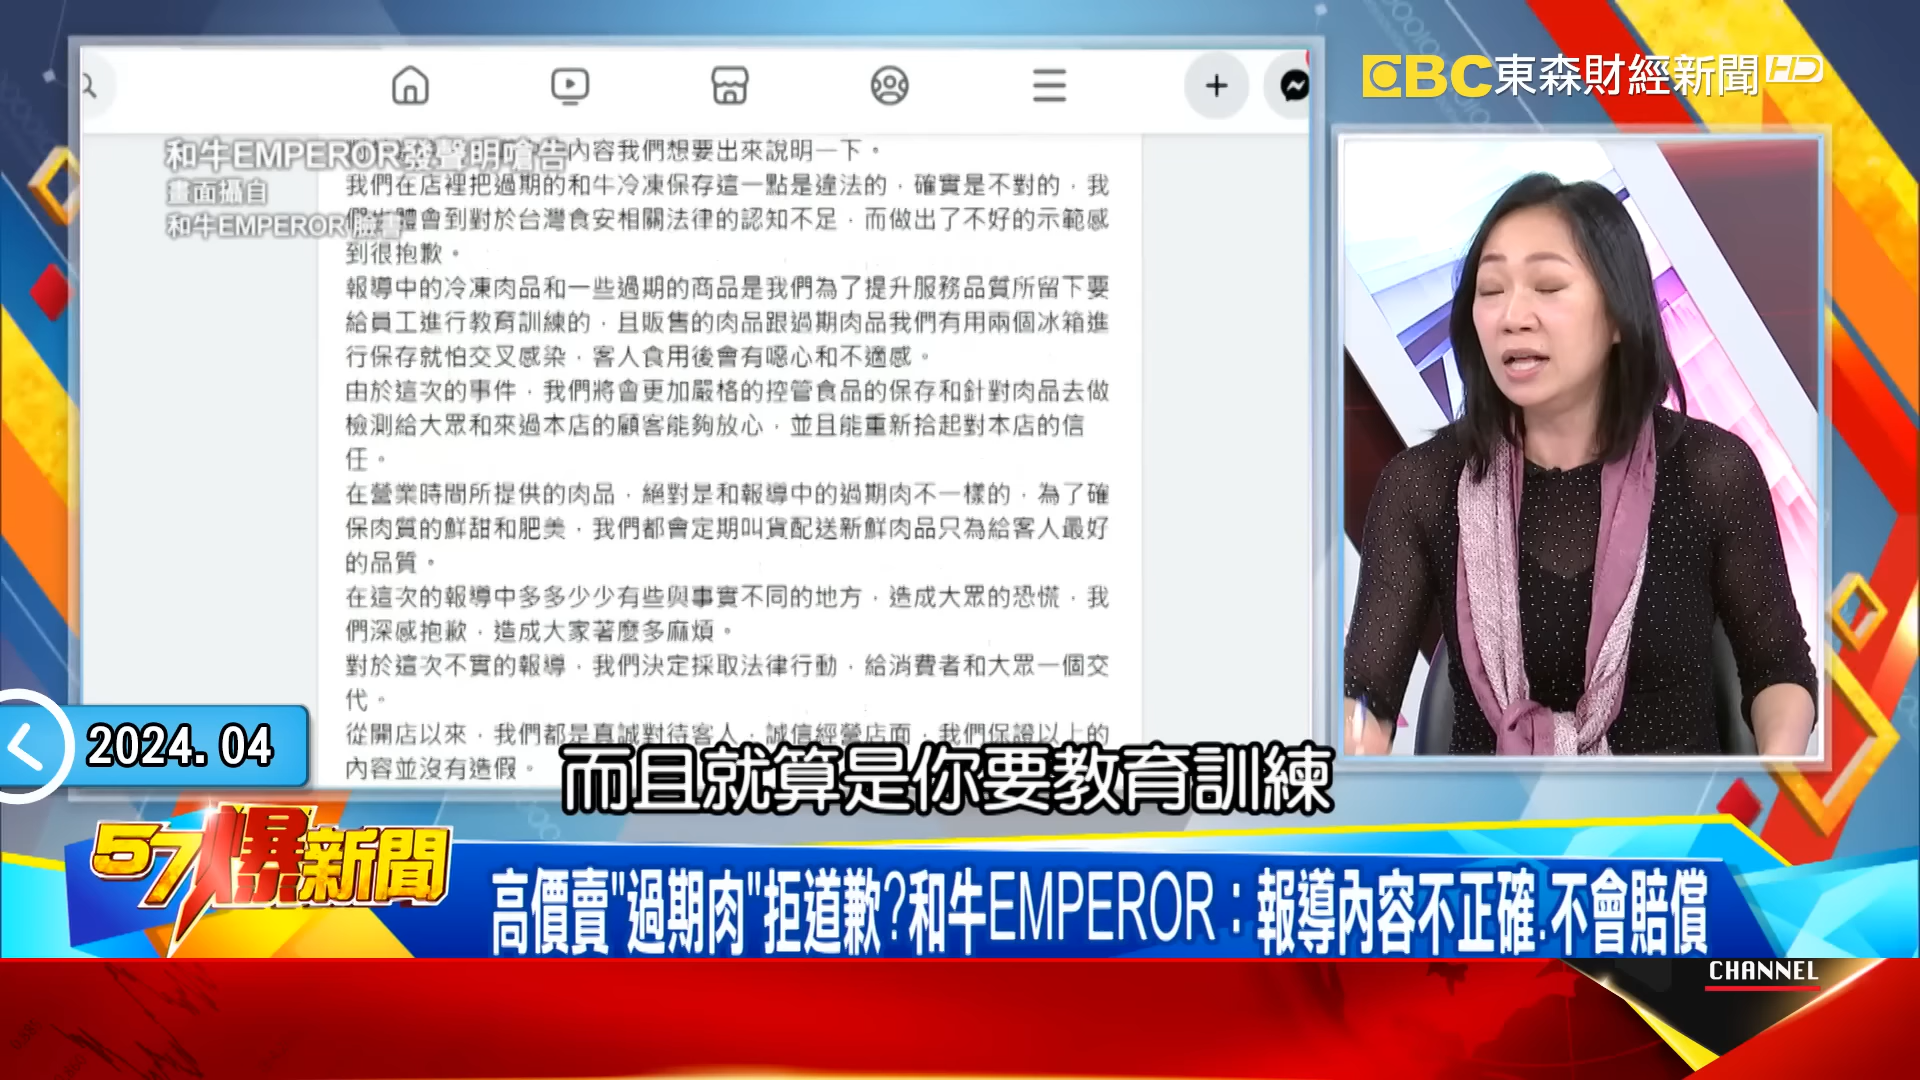 EBC東森財經新聞HD
和牛EMPEROR發聲明嗆告
畫面攝自
和牛EMPEROR臉書
內容我們想要出來說明一下。
我們在店裡把過期的和牛冷凍保存這一點是違法的，確實是不對的，我
們也體會到對於台灣食安相關法律的認知不足，而做出了不好的示範感
到很抱歉。
報導中的冷凍肉品和一些過期的商品是我們為了提升服務品質所留下要
給員工進行教育訓練的，且販售的肉品跟過期肉品我們有用兩個冰箱進
行保存就怕交叉感染，客人食用後會有噁心和不適感。
由於這次的事件，我們將會更加嚴格的控管食品的保存和針對肉品去做
檢測給大眾和來過本店的顧客能夠放心，並且能重新拾起對本店的信
任。
在營業時間所提供的肉品，絕對是和報導中的過期肉不一樣的，為了確
保肉質的鮮甜和肥美，我們都會定期叫貨配送新鮮肉品只為給客人最好
的品質。
在這次的報導中多多少少有些與事實不同的地方，造成大眾的恐慌，我
們深感抱歉，造成大家著麼多麻煩。
對於這次不實的報導，我們決定採取法律行動，給消費者和大眾一個交
代。
從開店以來，我們都是真誠對待客人，誠信經營店面，我們保證以上的
內容並沒有造假。
2024.04
而且就算是你要教育訓練
57爆新聞
高價賣"過期肉"拒道歉?和牛EMPEROR：報導內容不正確.不會賠償
CHANNEL